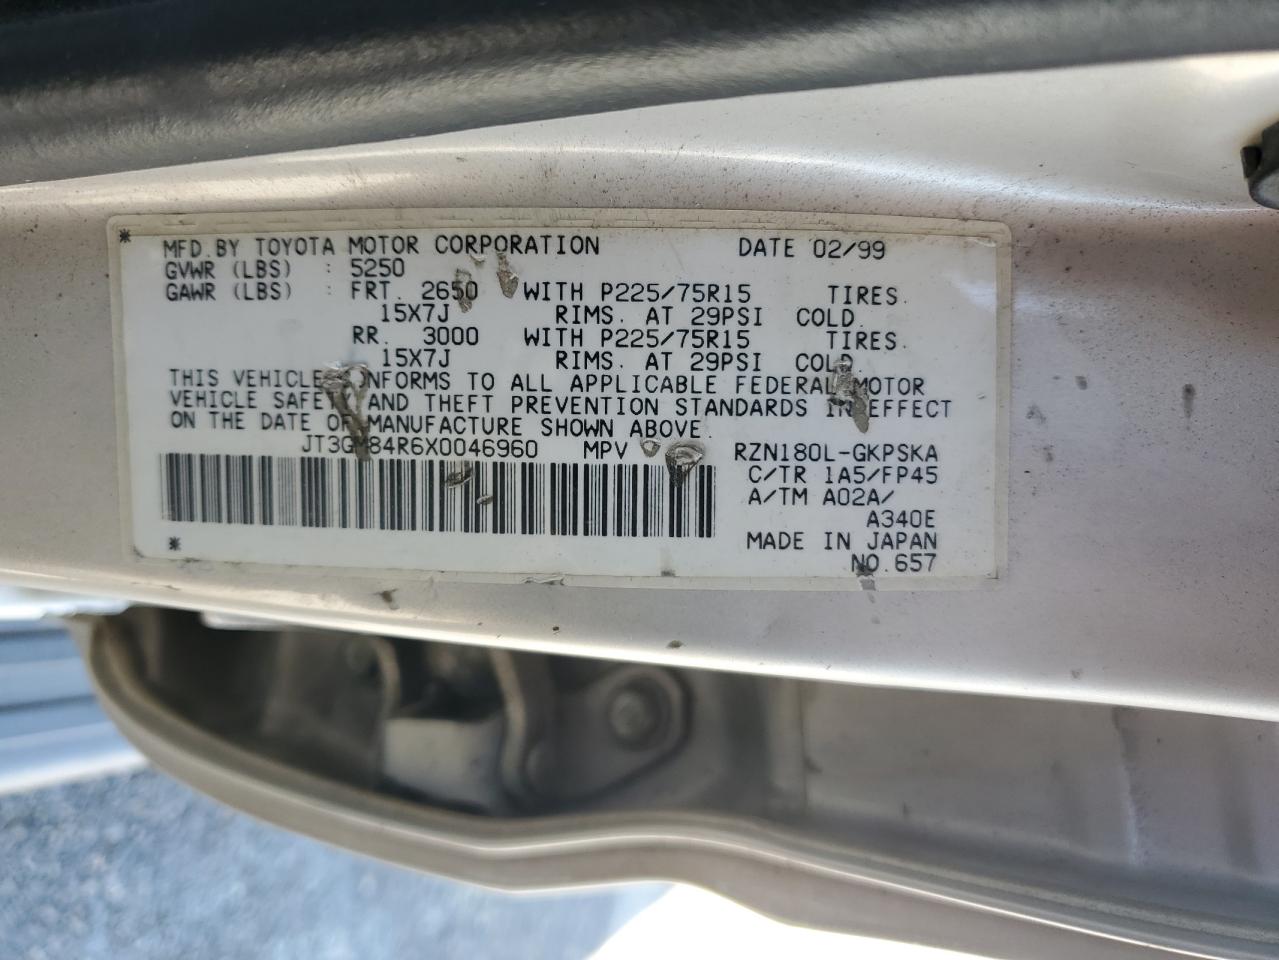 * MFD. BY TOYOTA MOTOR CORPORATION DATE 02/99
GVWR (LBS) : 5250
GAWR (LBS) : FRT. 2650 WITH P225/75R15 TIRES.
15X7J RIMS. AT 29PSI COLD.
RR. 3000 WITH P225/75R15 TIRES.
15X7J RIMS. AT 29PSI COLD.
THIS VEHICLE CONFORMS TO ALL APPLICABLE FEDERAL MOTOR
VEHICLE SAFETY AND THEFT PREVENTION STANDARDS IN EFFECT
ON THE DATE OF MANUFACTURE SHOWN ABOVE.
JT3GM84R6X0046960 MPV RZN180L-GKPSKA
C/TR 1A5/FP45
A/TM A02A/
A340E
* MADE IN JAPAN
NO.657